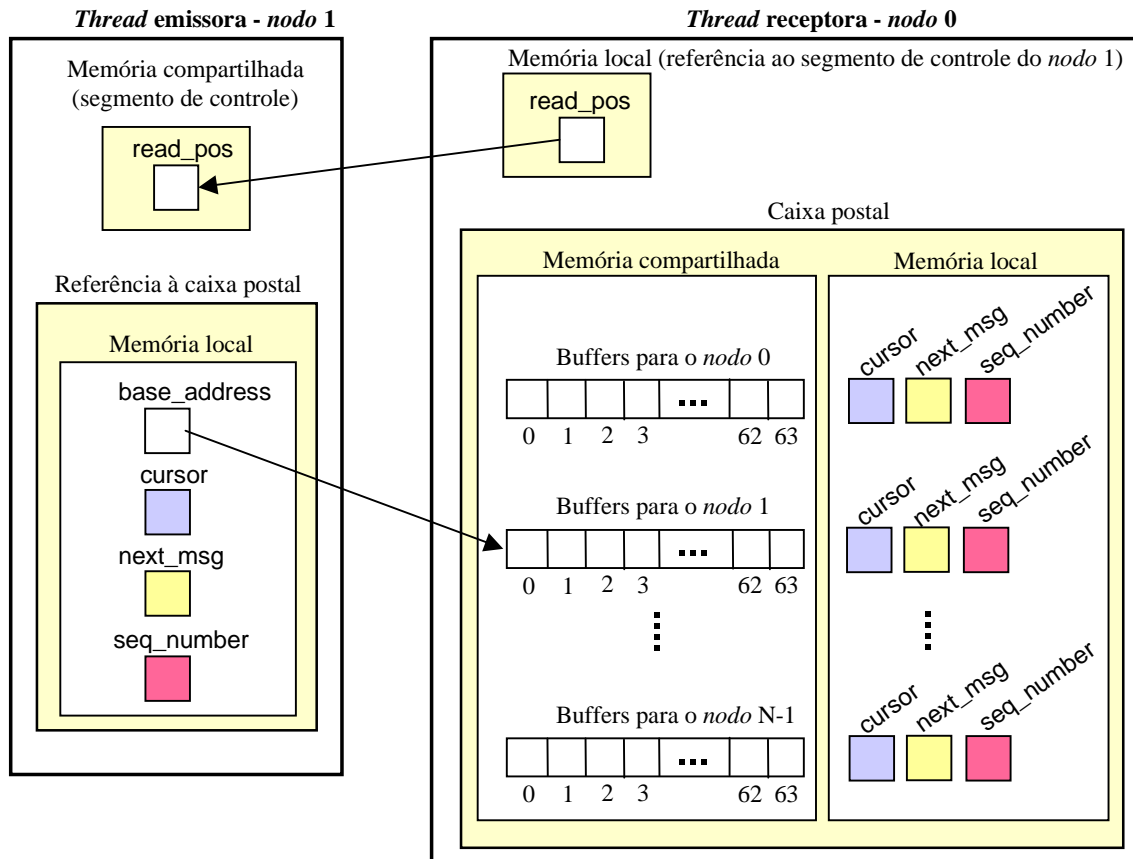 Thread emissora - nodo 1
Memória compartilhada
(segmento de controle)
read_pos
Referência à caixa postal
Memória local
base_address
cursor
next_msg
seq_number
Thread receptora - nodo 0
Memória local (referência ao segmento de controle do nodo 1)
read_pos
Caixa postal
Memória compartilhada
Buffers para o nodo 0
...
0 1 2 3 62 63
Buffers para o nodo 1
...
0 1 2 3 62 63
Buffers para o nodo N-1
...
0 1 2 3 62 63
Memória local
cursor
next_msg
seq_number
cursor
next_msg
seq_number
cursor
next_msg
seq_number